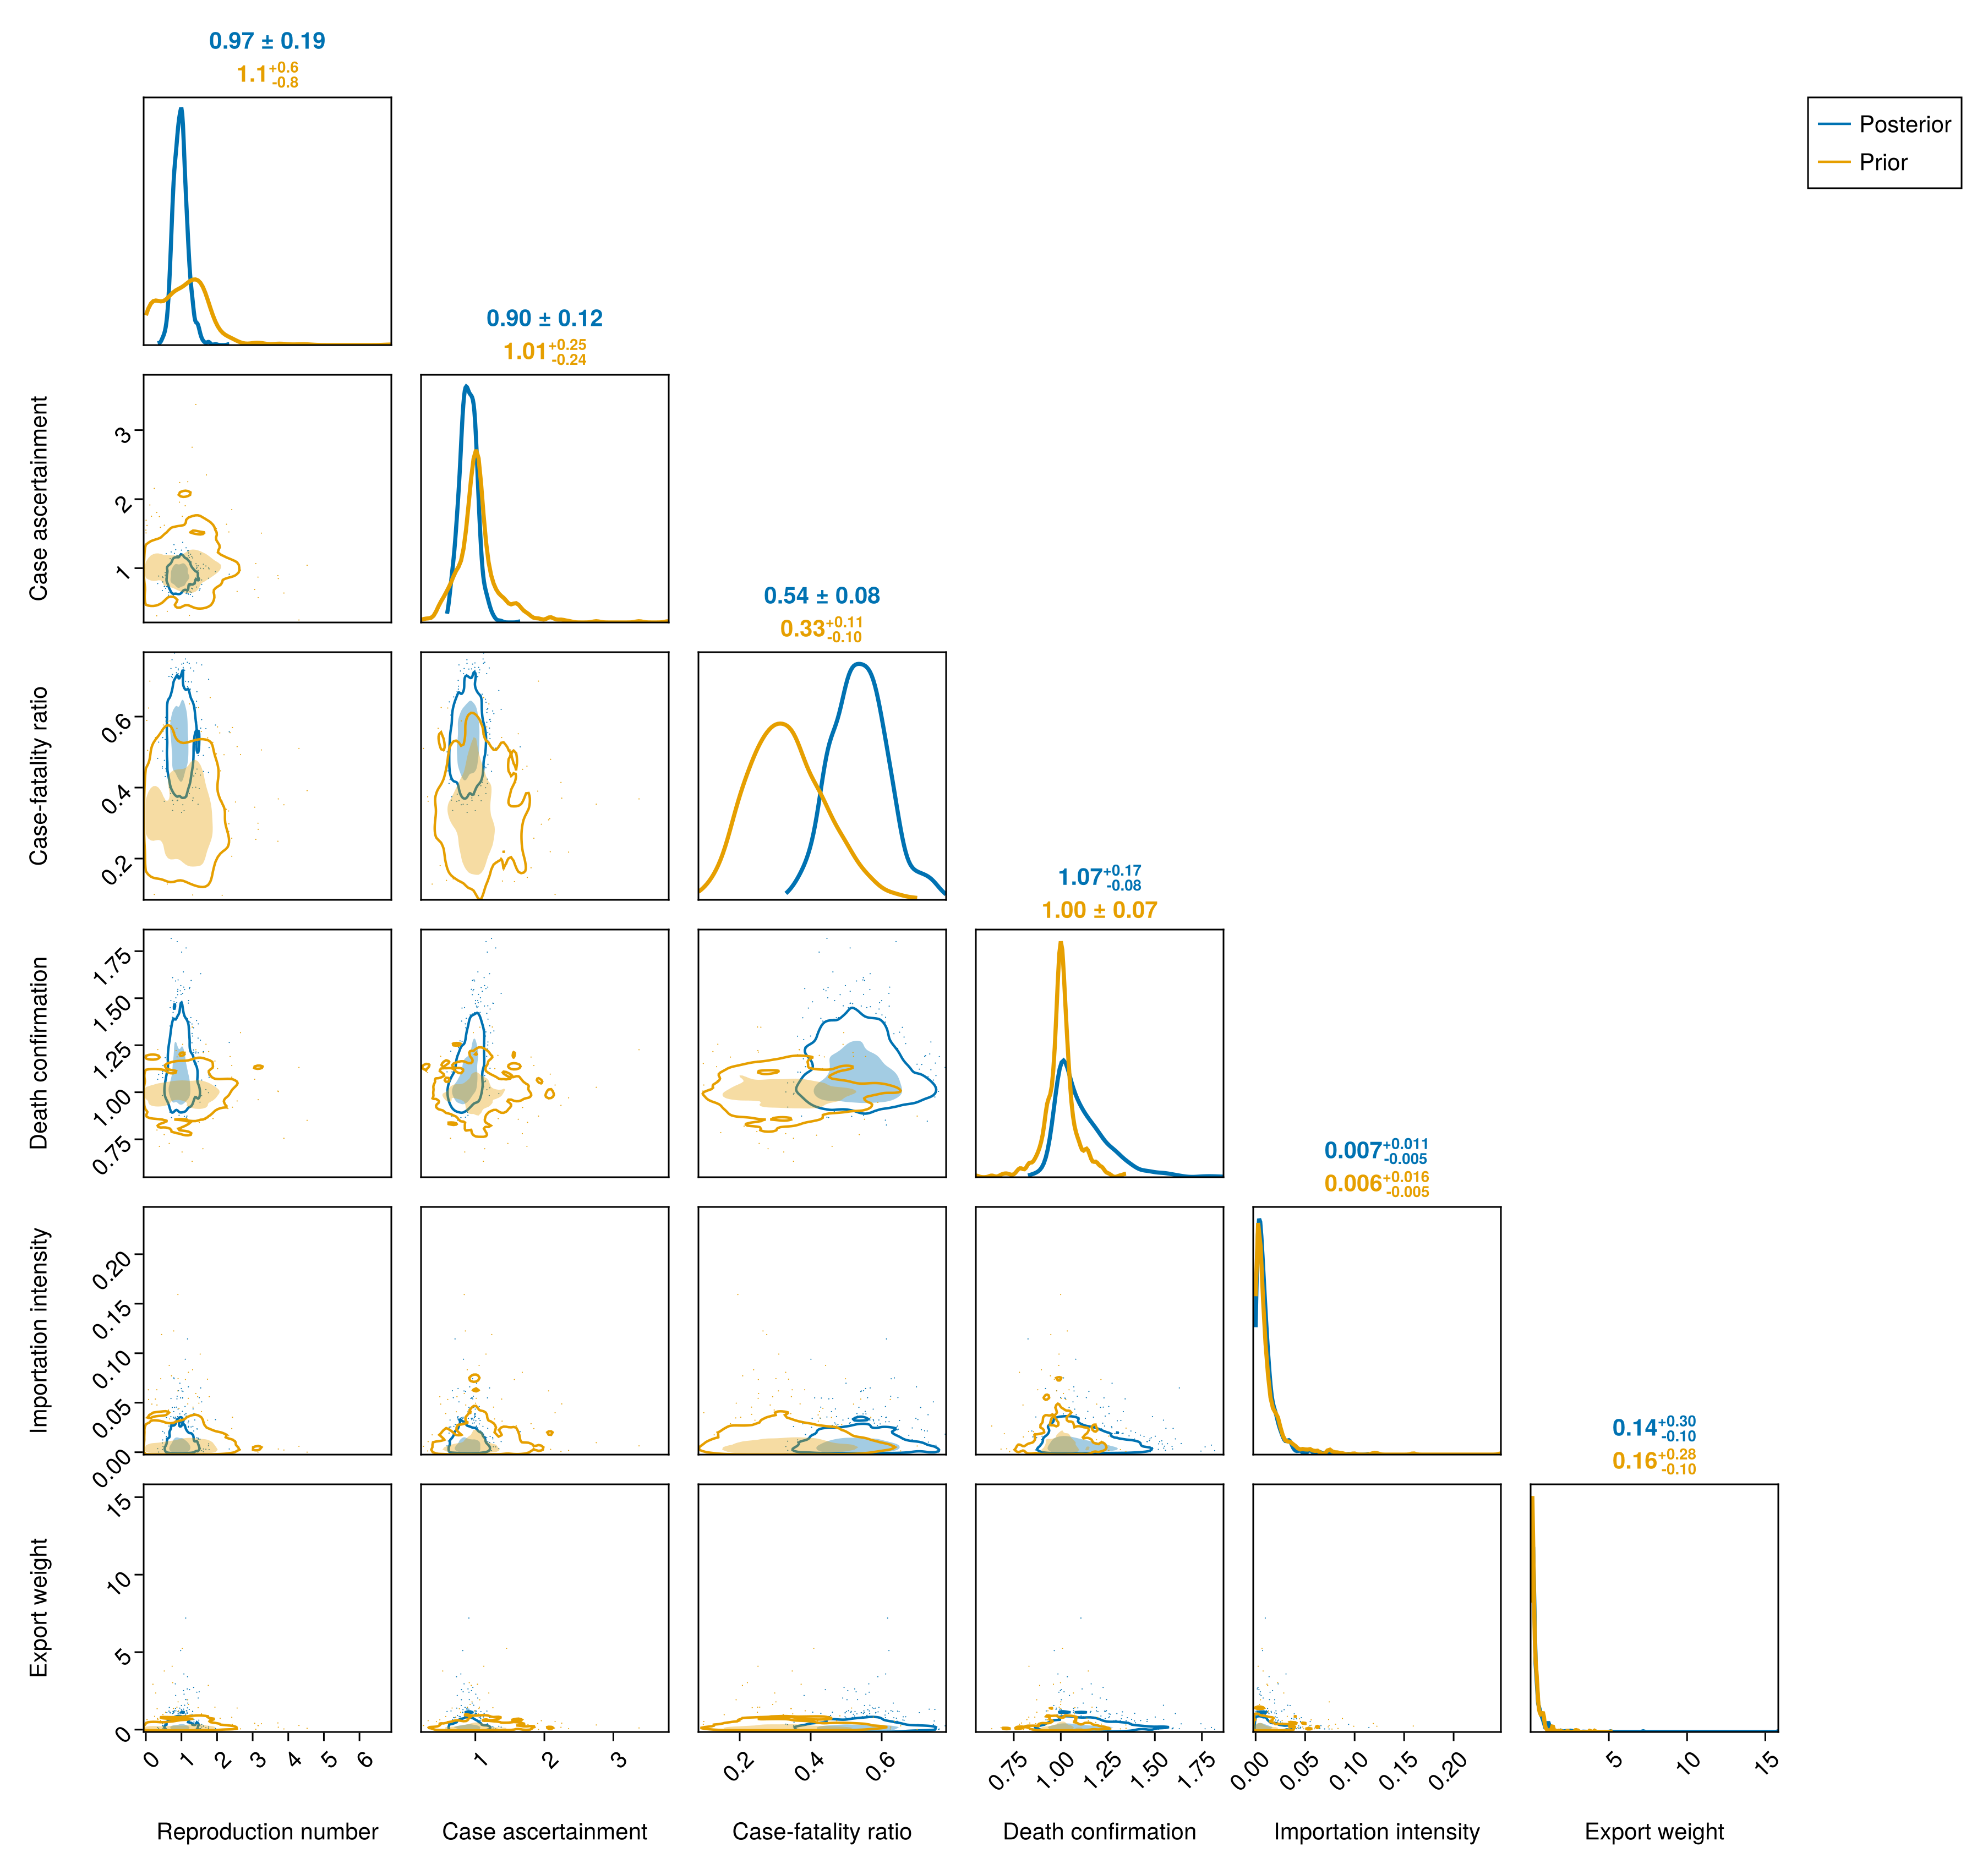 0.97 ± 0.19
1.1+0.6-0.8
Posterior
Prior
0.90 ± 0.12
1.01+0.25-0.24
Case ascertainment
3
2
1
0.54 ± 0.08
0.33+0.11-0.10
Case-fatality ratio
0.6
0.4
0.2
1.07+0.17-0.08
1.00 ± 0.07
Death confirmation
1.75
1.50
1.25
1.00
0.75
0.007+0.011-0.005
0.006+0.016-0.005
Importation intensity
0.20
0.15
0.10
0.05
0.00
0.14+0.30-0.10
0.16+0.28-0.10
Export weight
15
10
5
0
0 1 2 3 4 5 6 1 2 3 0.2 0.4 0.6 0.75 1.00 1.25 1.50 1.75 0.00 0.05 0.10 0.15 0.20 5 10 15
Reproduction number Case ascertainment Case-fatality ratio Death confirmation Importation intensity Export weight